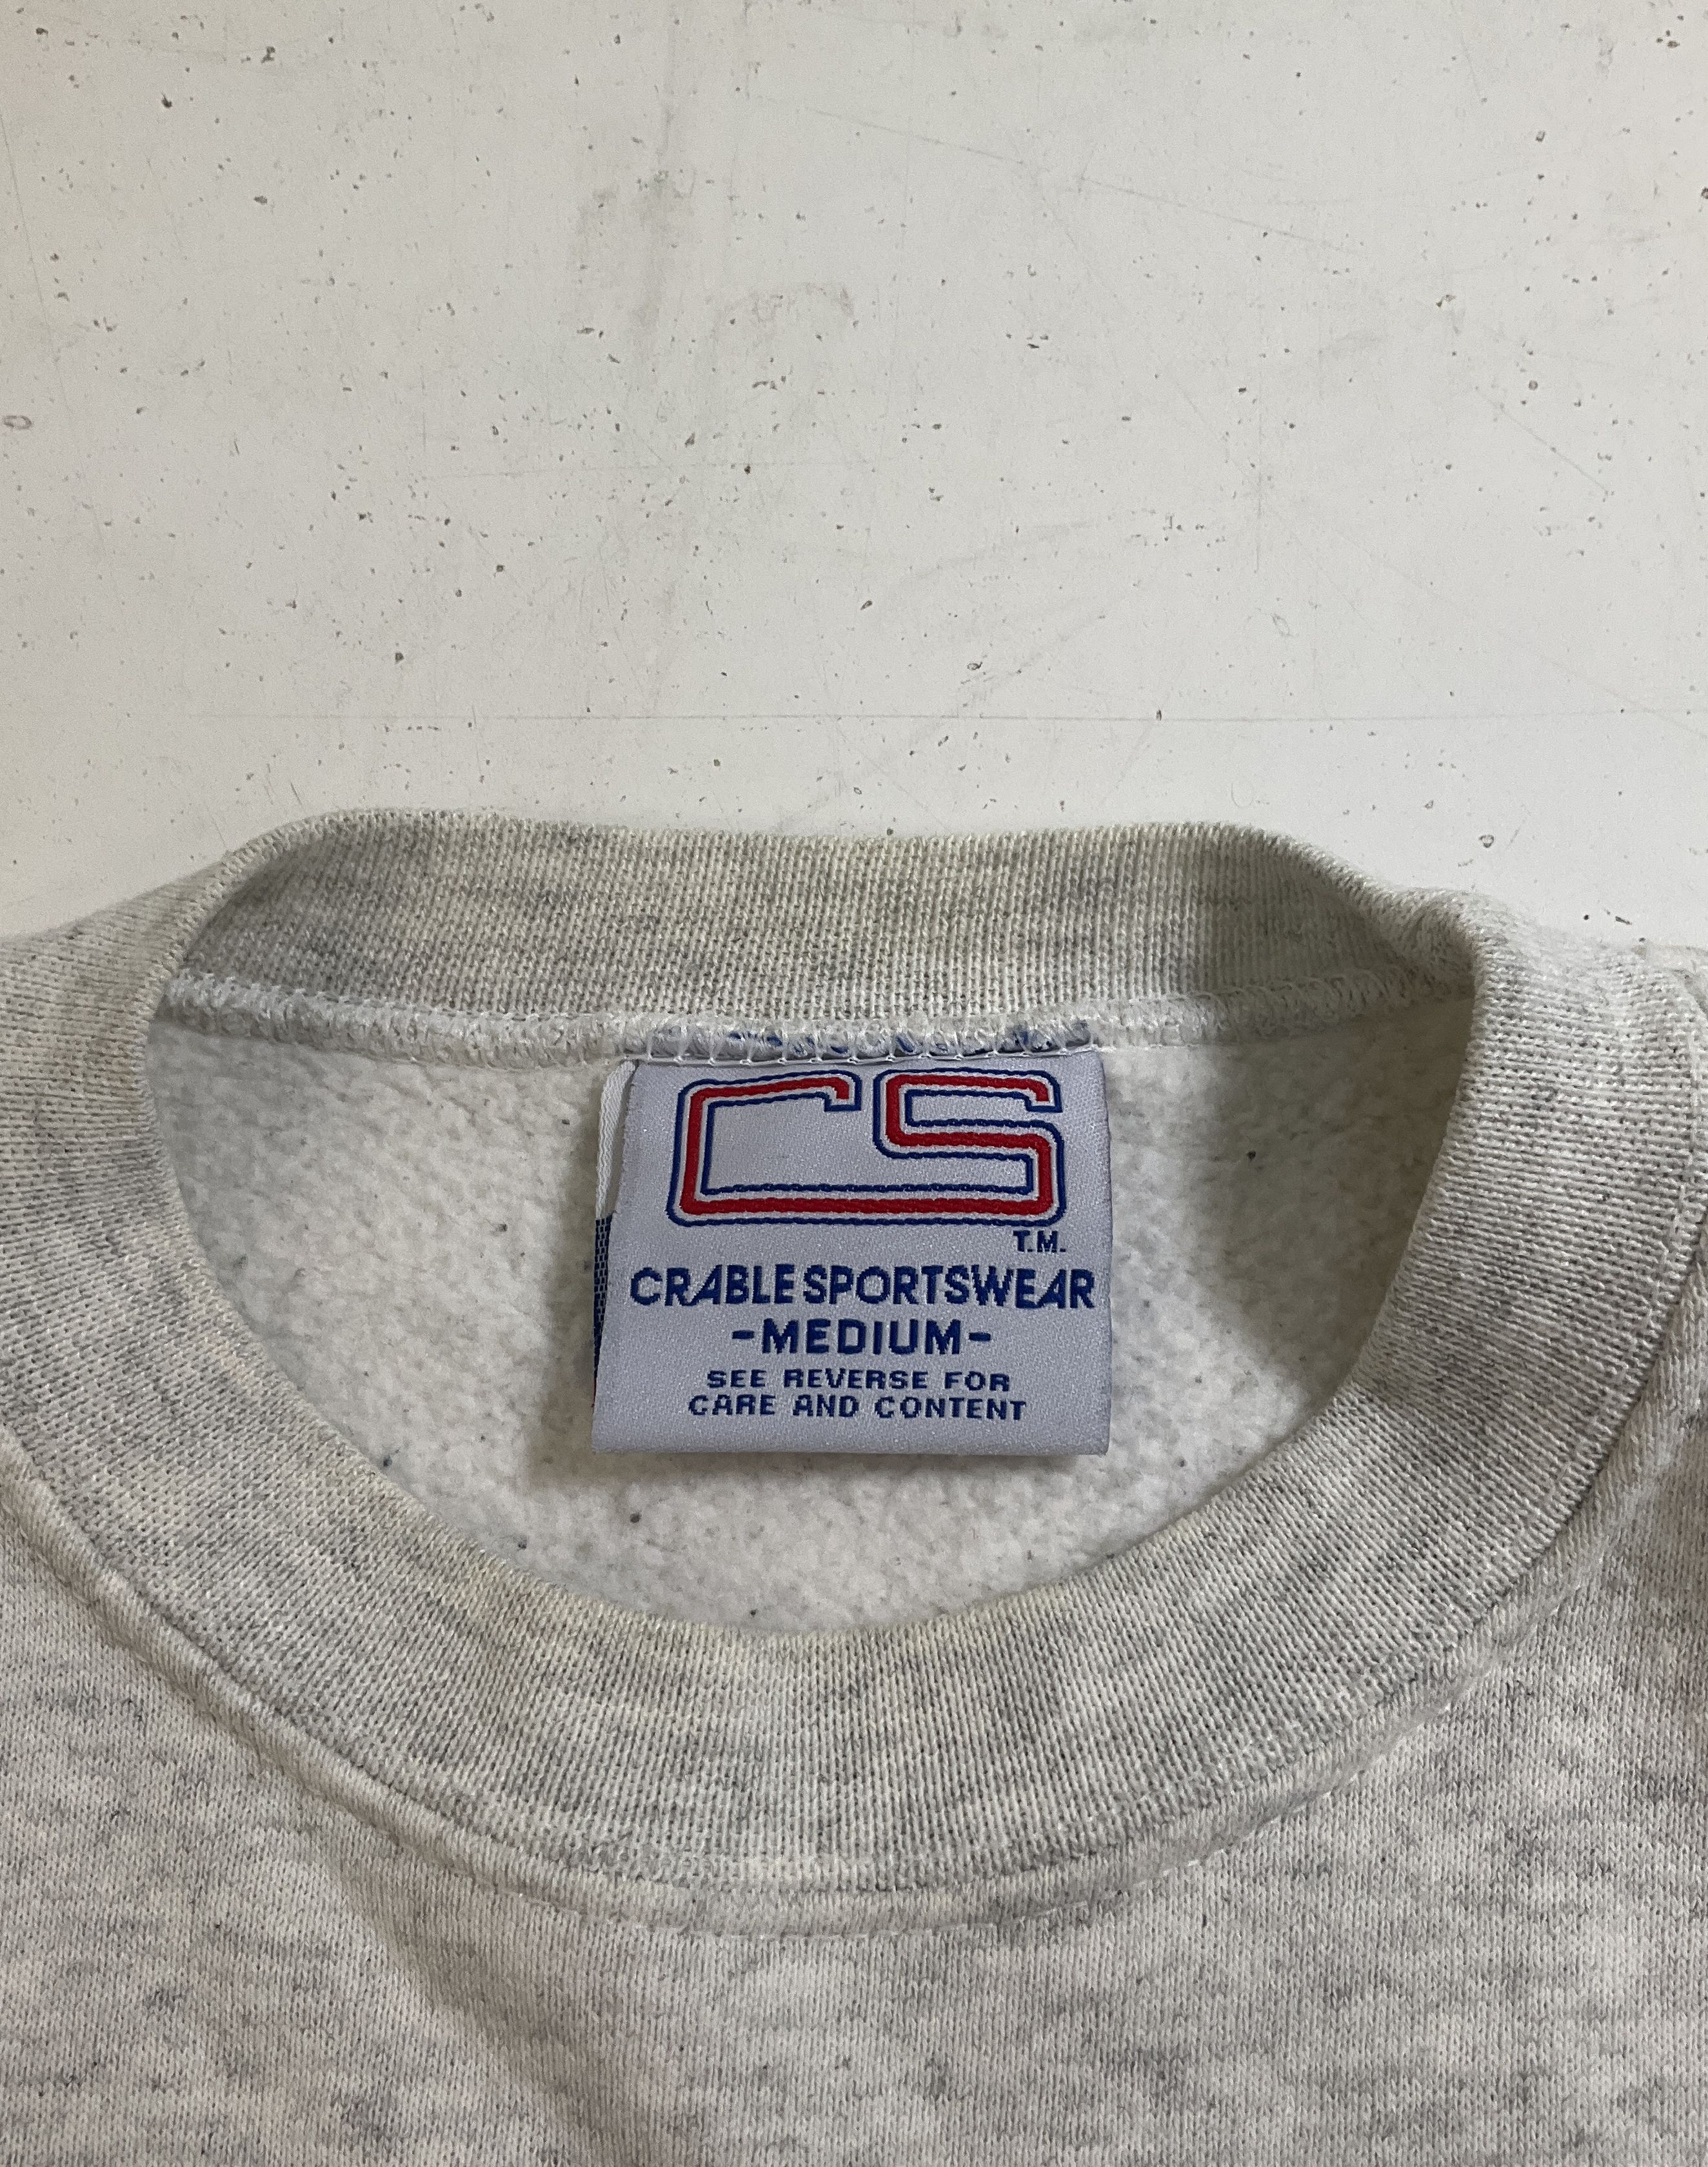 CS
T.M.
CRABLE SPORTSWEAR
-MEDIUM-
SEE REVERSE FOR
CARE AND CONTENT